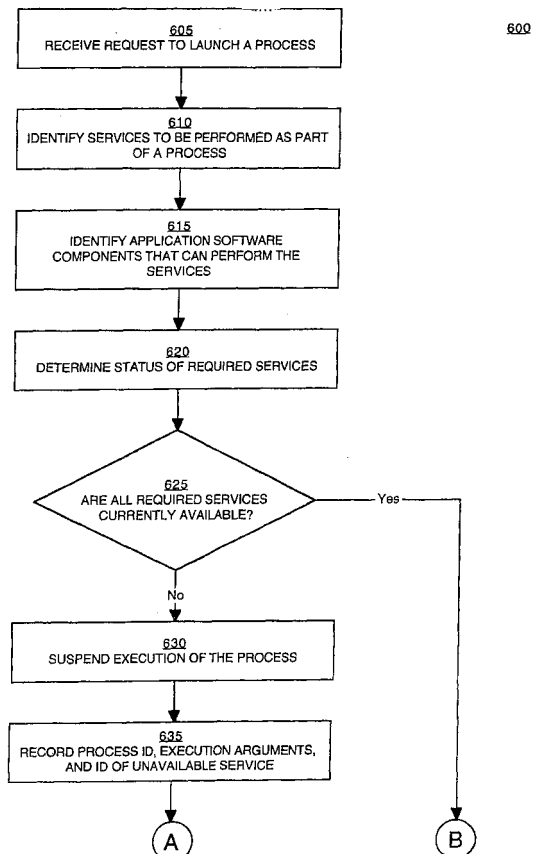 600
605
RECEIVE REQUEST TO LAUNCH A PROCESS
610
IDENTIFY SERVICES TO BE PERFORMED AS PART
OF A PROCESS
615
IDENTIFY APPLICATION SOFTWARE
COMPONENTS THAT CAN PERFORM THE
SERVICES
620
DETERMINE STATUS OF REQUIRED SERVICES
625
ARE ALL REQUIRED SERVICES
CURRENTLY AVAILABLE?
Yes
No
630
SUSPEND EXECUTION OF THE PROCESS
635
RECORD PROCESS ID, EXECUTION ARGUMENTS,
AND ID OF UNAVAILABLE SERVICE
A
B